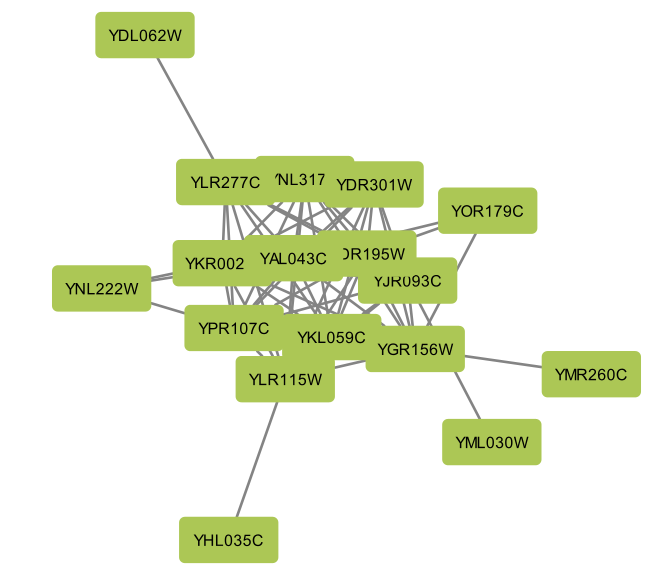 YDL062W
YNL317
YLR277C
YDR301W
YOR179C
YAL043C
DR195W
YKR002
YJR093C
YNL222W
YPR107C
YKL059C
YGR156W
YLR115W
YMR260C
YML030W
YHL035C